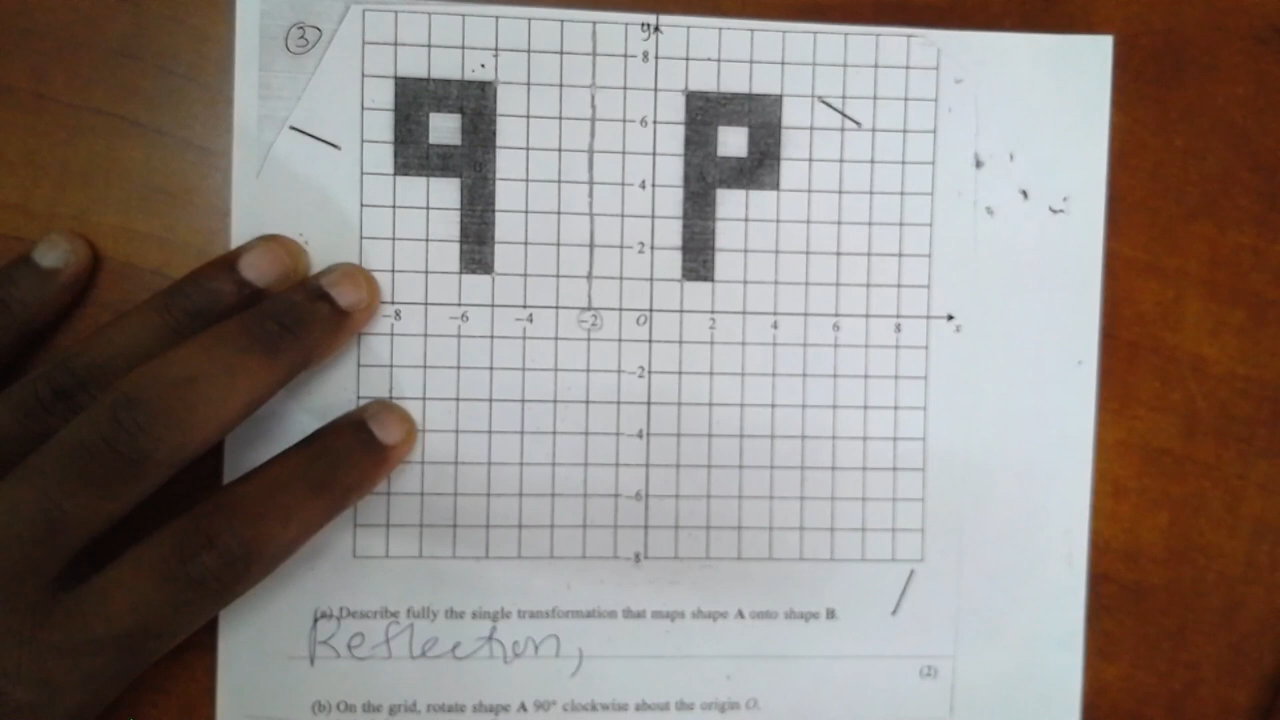 3
y
8
6
4
2
-8 -6 -4 -2 O 2 4 6 8 x
-2
-4
-6
-8
(a) Describe fully the single transformation that maps shape A onto shape B.
Reflection,
(2)
(b) On the grid, rotate shape A 90° clockwise about the origin O.